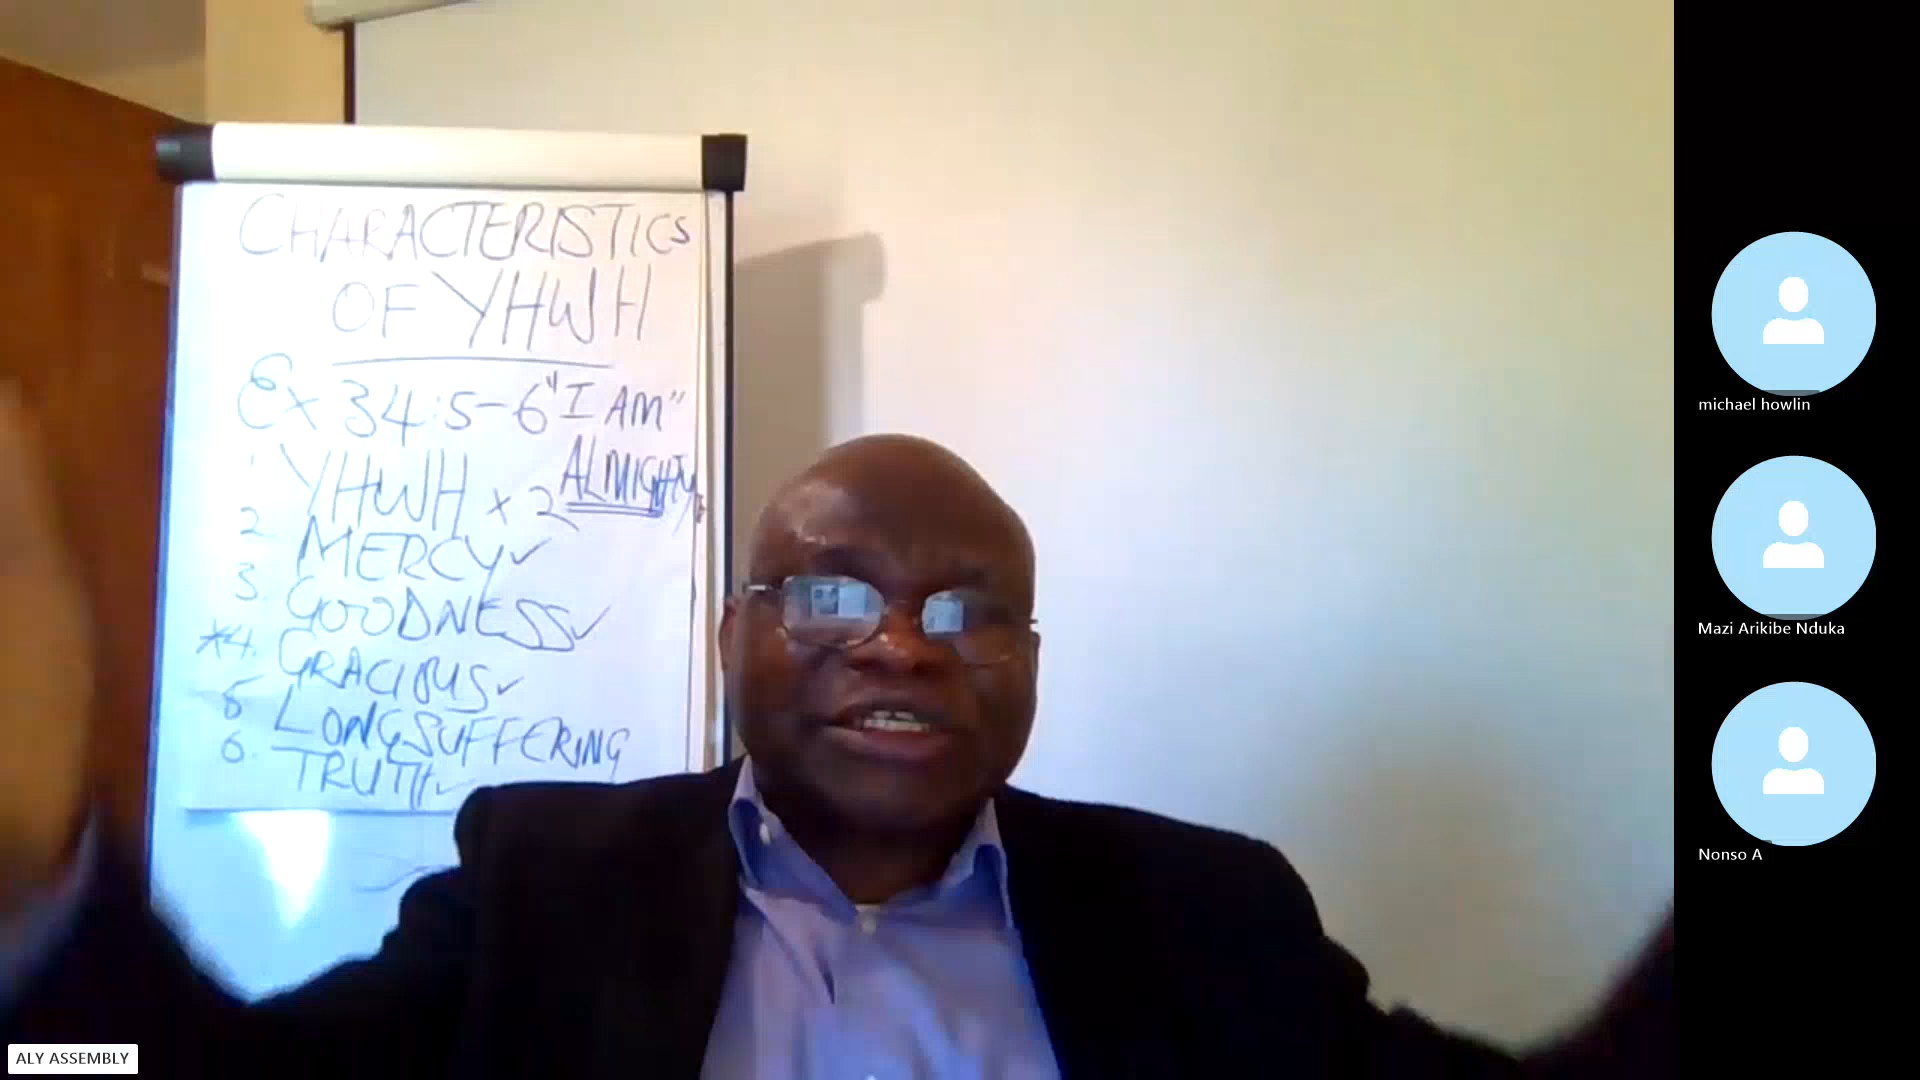 CHARACTERISTICS
OF YHWH
Ex 34:5-6 "I AM"
1 YHWH x 2 ALMIGHTY
2 MERCY✓
3. GOODNESS✓
*4. GRACIOUS✓
5 LONGSUFFERING
6. TRUTH✓
michael howlin
Mazi Arikibe Nduka
Nonso A
ALY ASSEMBLY